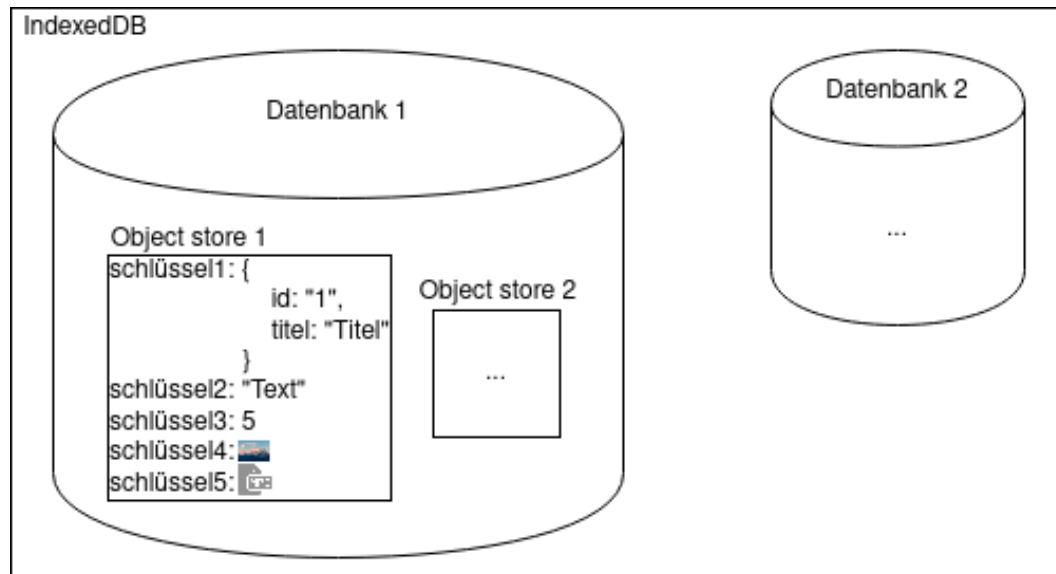 IndexedDB
Datenbank 1
Datenbank 2
...
Object store 1
schlüssel1: {
id: "1",
titel: "Titel"
}
schlüssel2: "Text"
schlüssel3: 5
schlüssel4:
schlüssel5:
Object store 2
...